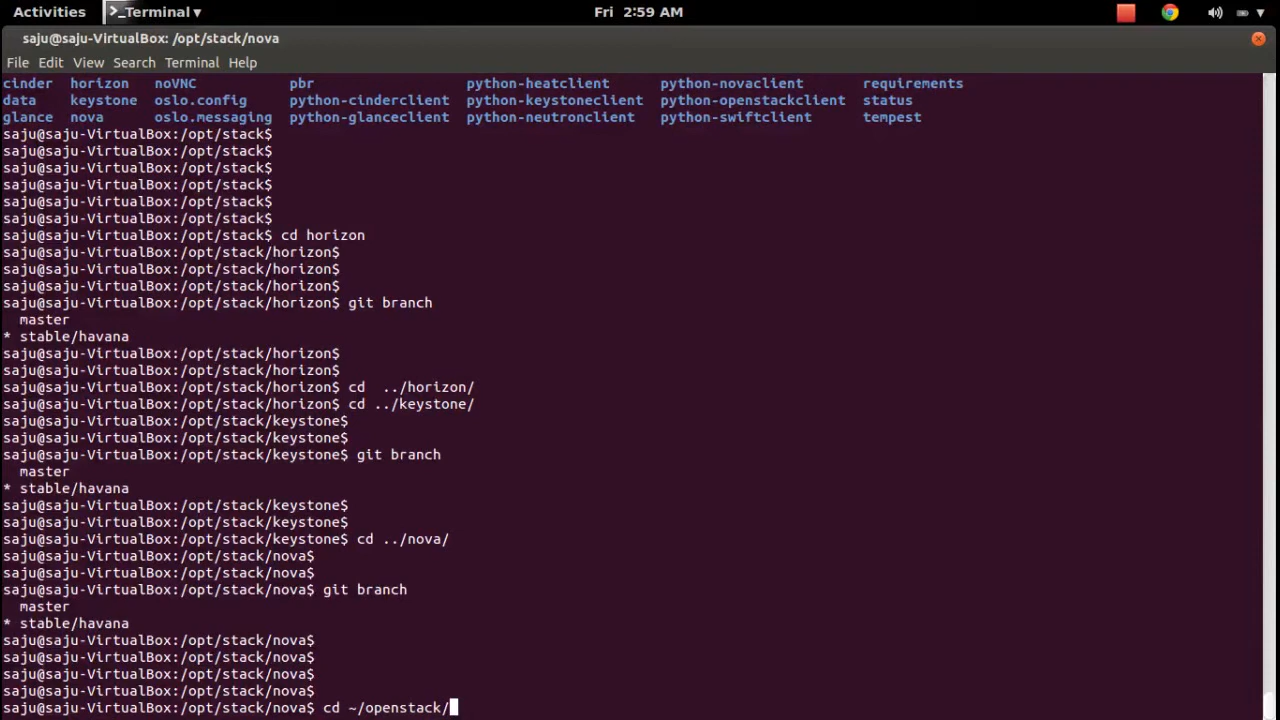 Activities Terminal Fri 2:59 AM
saju@saju-VirtualBox: /opt/stack/nova
File Edit View Search Terminal Help
cinder horizon noVNC pbr python-heatclient python-novaclient requirements
data keystone oslo.config python-cinderclient python-keystoneclient python-openstackclient status
glance nova oslo.messaging python-glanceclient python-neutronclient python-swiftclient tempest
saju@saju-VirtualBox:/opt/stack$
saju@saju-VirtualBox:/opt/stack$
saju@saju-VirtualBox:/opt/stack$
saju@saju-VirtualBox:/opt/stack$
saju@saju-VirtualBox:/opt/stack$
saju@saju-VirtualBox:/opt/stack$
saju@saju-VirtualBox:/opt/stack$ cd horizon
saju@saju-VirtualBox:/opt/stack/horizon$
saju@saju-VirtualBox:/opt/stack/horizon$
saju@saju-VirtualBox:/opt/stack/horizon$
saju@saju-VirtualBox:/opt/stack/horizon$ git branch
master
* stable/havana
saju@saju-VirtualBox:/opt/stack/horizon$
saju@saju-VirtualBox:/opt/stack/horizon$
saju@saju-VirtualBox:/opt/stack/horizon$ cd  ../horizon/
saju@saju-VirtualBox:/opt/stack/horizon$ cd ../keystone/
saju@saju-VirtualBox:/opt/stack/keystone$
saju@saju-VirtualBox:/opt/stack/keystone$
saju@saju-VirtualBox:/opt/stack/keystone$ git branch
master
* stable/havana
saju@saju-VirtualBox:/opt/stack/keystone$
saju@saju-VirtualBox:/opt/stack/keystone$
saju@saju-VirtualBox:/opt/stack/keystone$ cd ../nova/
saju@saju-VirtualBox:/opt/stack/nova$
saju@saju-VirtualBox:/opt/stack/nova$
saju@saju-VirtualBox:/opt/stack/nova$ git branch
master
* stable/havana
saju@saju-VirtualBox:/opt/stack/nova$
saju@saju-VirtualBox:/opt/stack/nova$
saju@saju-VirtualBox:/opt/stack/nova$
saju@saju-VirtualBox:/opt/stack/nova$
saju@saju-VirtualBox:/opt/stack/nova$ cd ~/openstack/